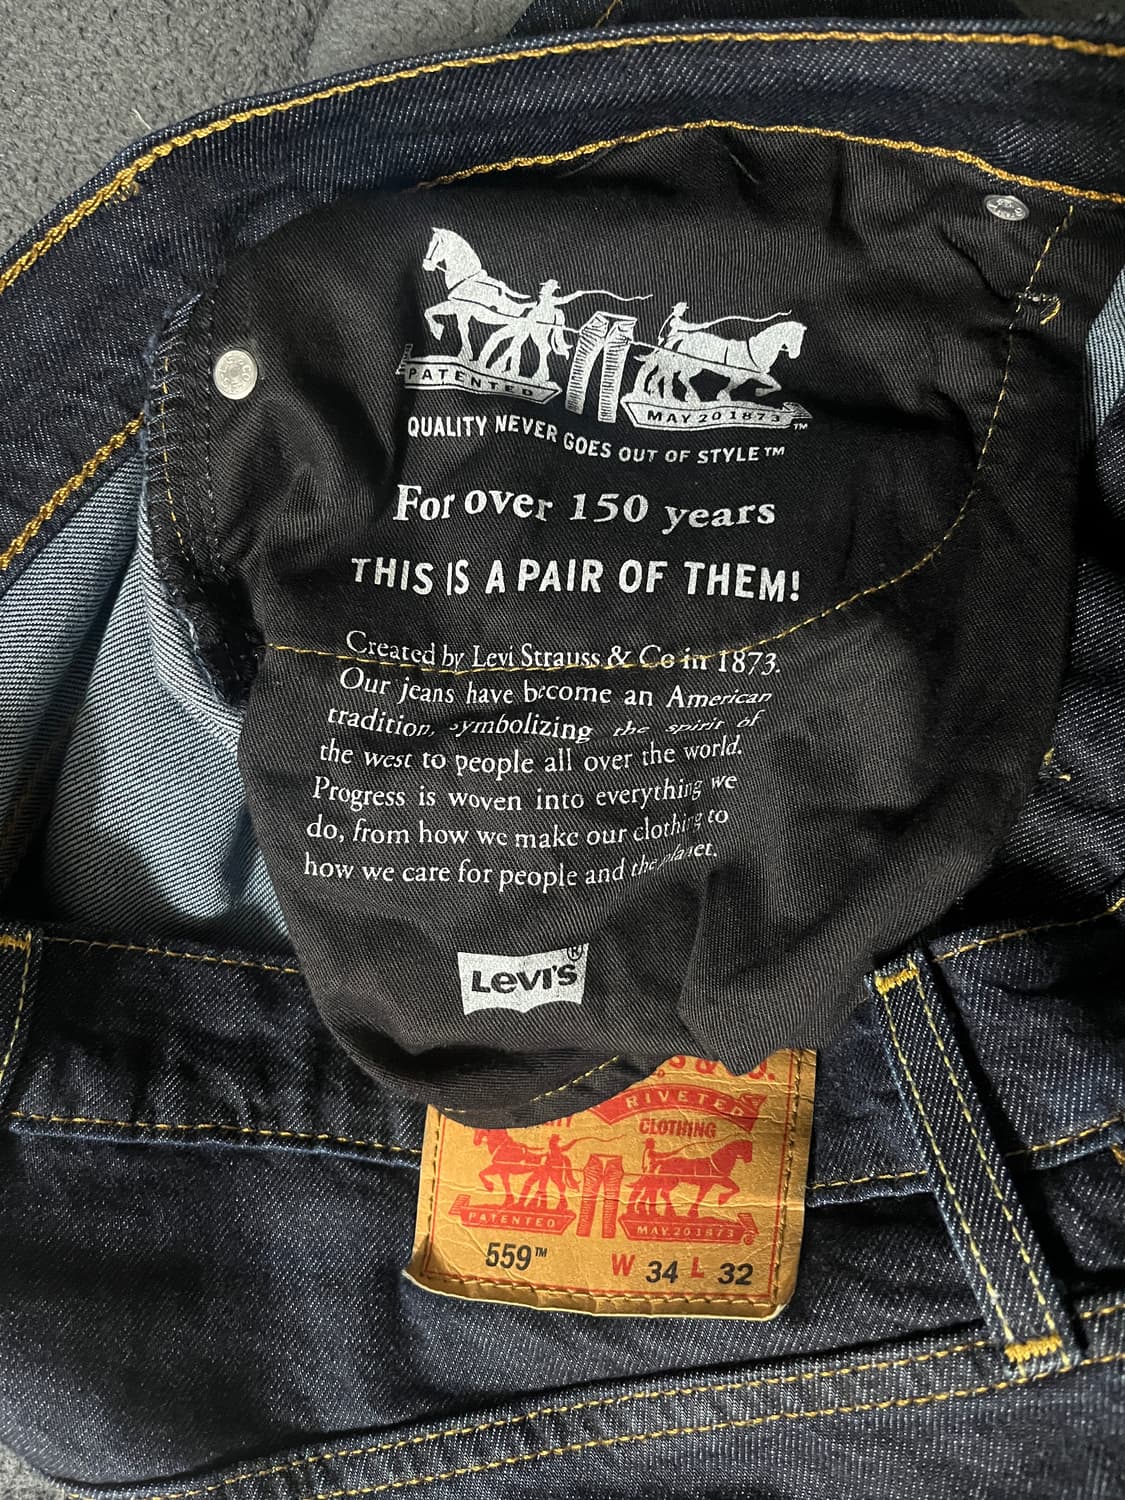 PATENTED
MAY 20 1873 ™
QUALITY NEVER GOES OUT OF STYLE™
For over 150 years
THIS IS A PAIR OF THEM!
Created by Levi Strauss & Co in 1873.
Our jeans have become an American
tradition, symbolizing the spirit of
the west to people all over the world.
Progress is woven into everything we
do, from how we make our clothing to
how we care for people and the planet.
LEVI'S®
&
RIVETED
CLOTHING
PATENTED
MAY 20 1873
559™ W 34 L 32